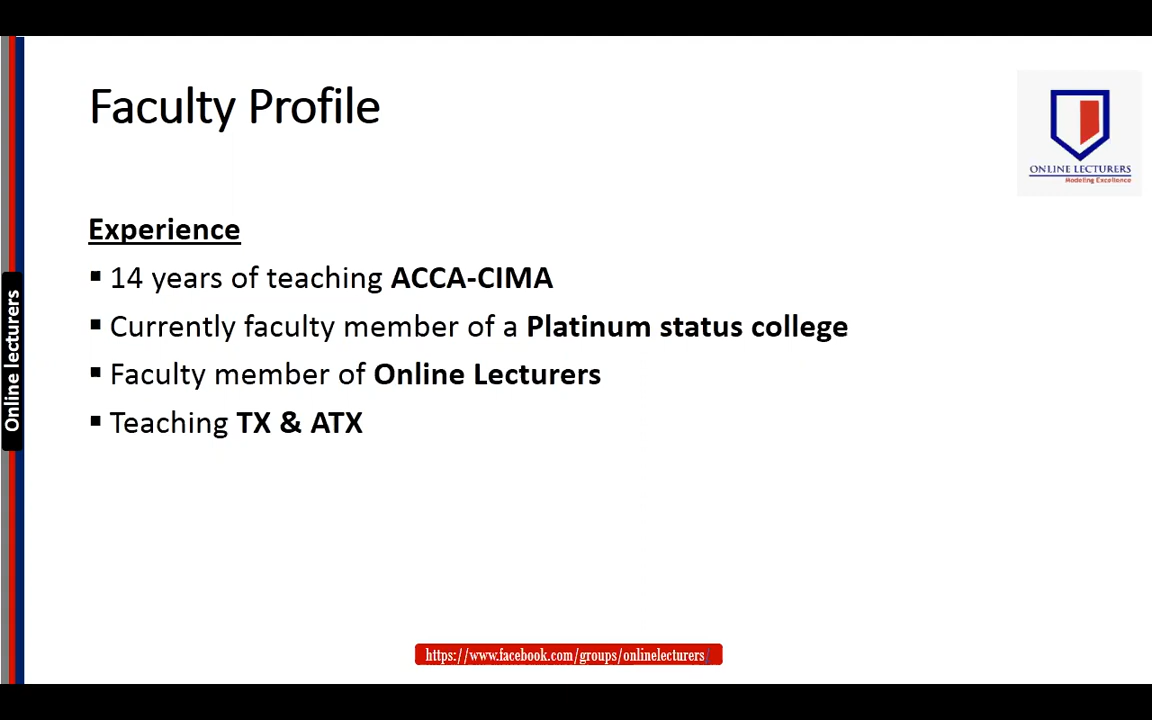 Faculty Profile
ONLINE LECTURERS
Modeling Excellence
Experience
▪ 14 years of teaching ACCA-CIMA
▪ Currently faculty member of a Platinum status college
▪ Faculty member of Online Lecturers
▪ Teaching TX & ATX
Online lecturers
https://www.facebook.com/groups/onlinelecturers/